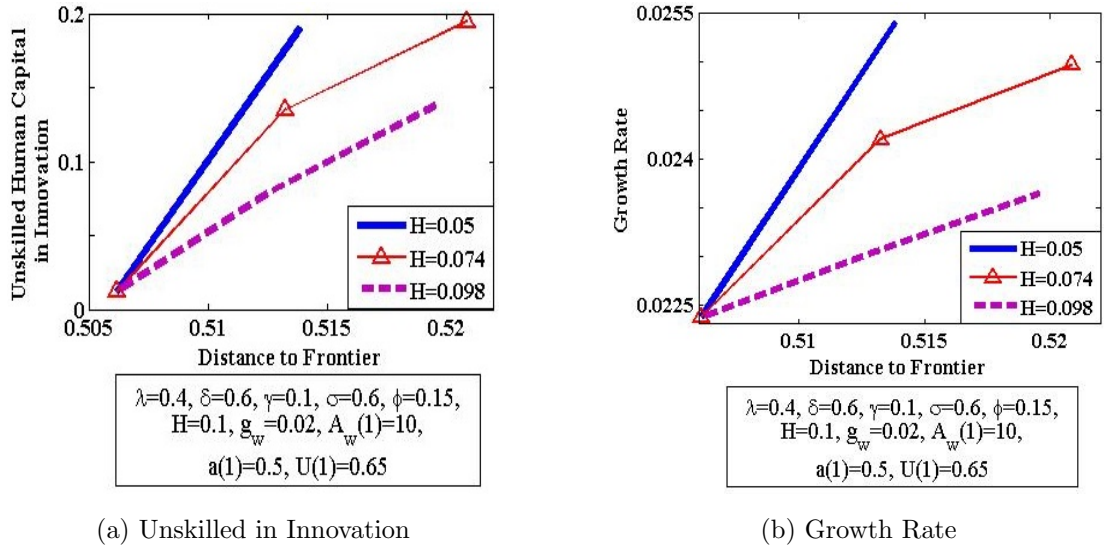 Unskilled Human Capital
in Innovation
0.2
0.1
0
0.505
0.51
0.515
0.52
H=0.05
H=0.074
H=0.098
Distance to Frontier
λ=0.4, δ=0.6, γ=0.1, σ=0.6, ϕ=0.15,
H=0.1, g_w=0.02, A_w(1)=10,
a(1)=0.5, U(1)=0.65
(a) Unskilled in Innovation
Growth Rate
0.0255
0.024
0.0225
0.51
0.515
0.52
H=0.05
H=0.074
H=0.098
Distance to Frontier
λ=0.4, δ=0.6, γ=0.1, σ=0.6, ϕ=0.15,
H=0.1, g_w=0.02, A_w(1)=10,
a(1)=0.5, U(1)=0.65
(b) Growth Rate